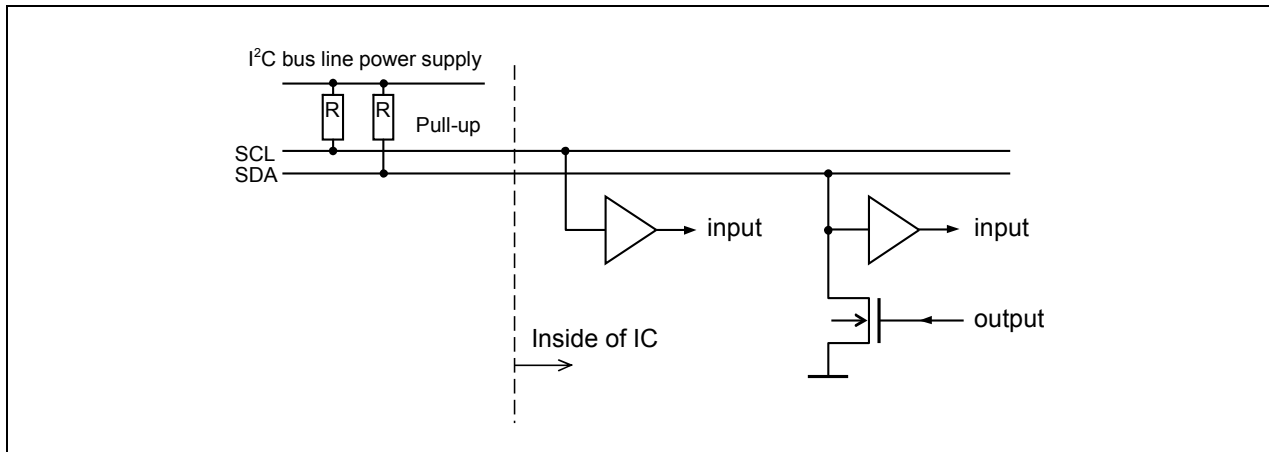 I²C bus line power supply
R R
Pull-up
SCL
SDA
input input
Inside of IC
output